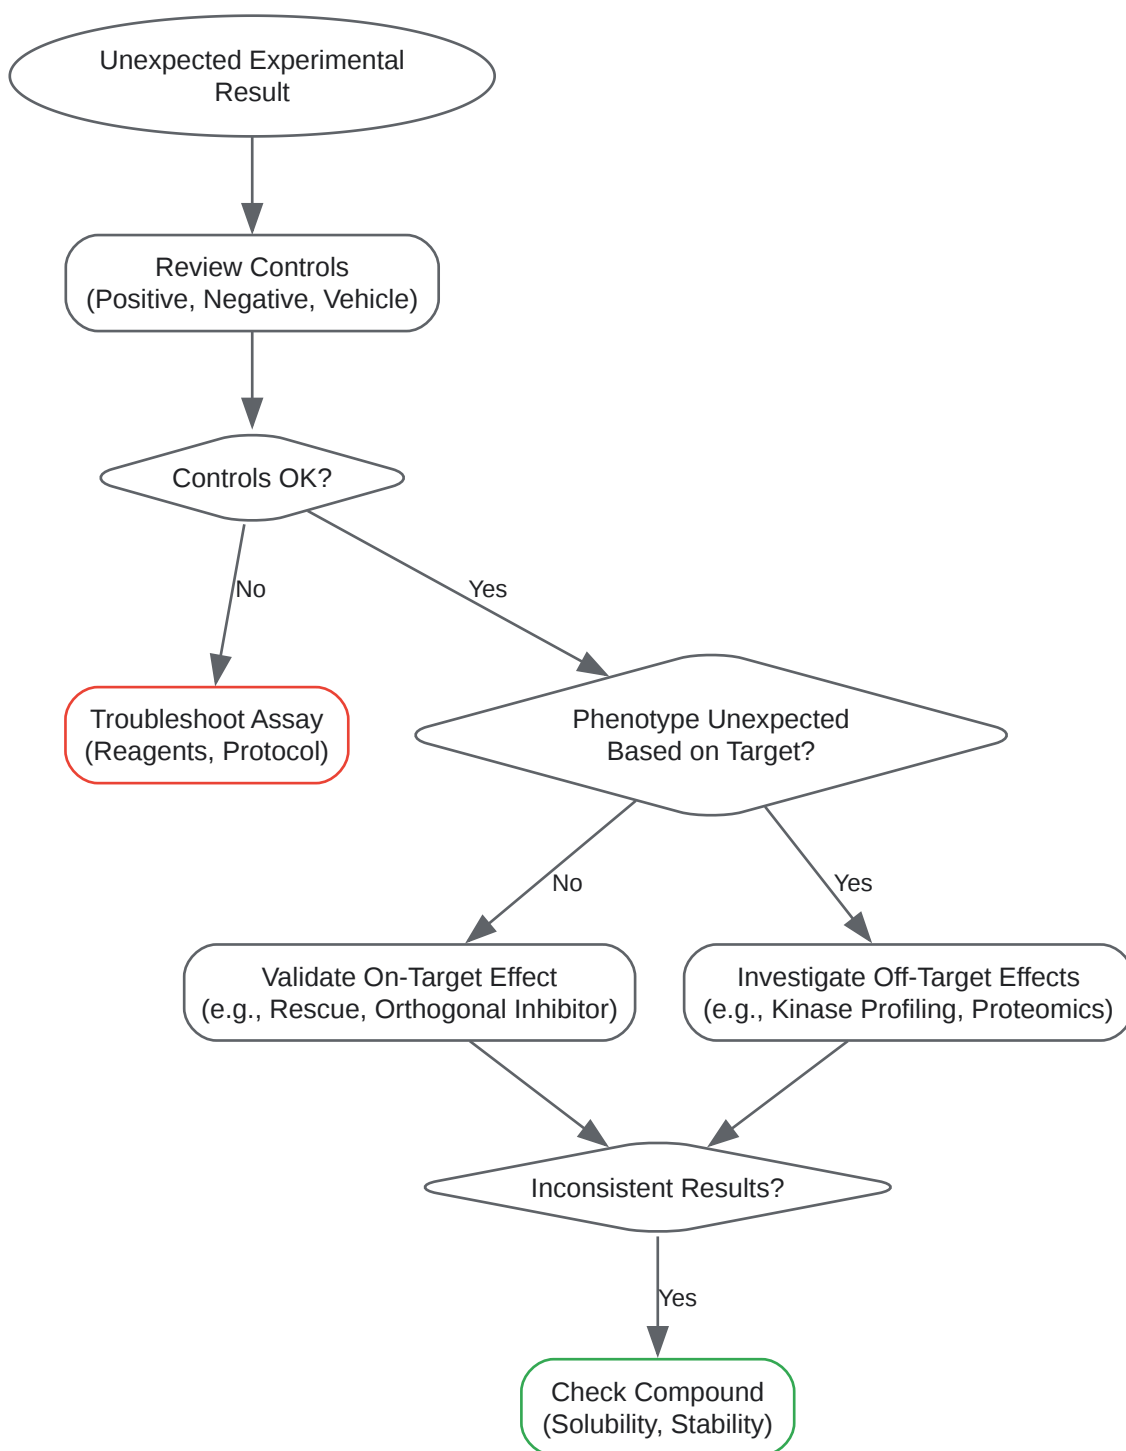 Unexpected Experimental
Result
Review Controls
(Positive, Negative, Vehicle)
Controls OK?
No
Yes
Troubleshoot Assay
(Reagents, Protocol)
Phenotype Unexpected
Based on Target?
No
Yes
Validate On-Target Effect
(e.g., Rescue, Orthogonal Inhibitor)
Investigate Off-Target Effects
(e.g., Kinase Profiling, Proteomics)
Inconsistent Results?
Yes
Check Compound
(Solubility, Stability)